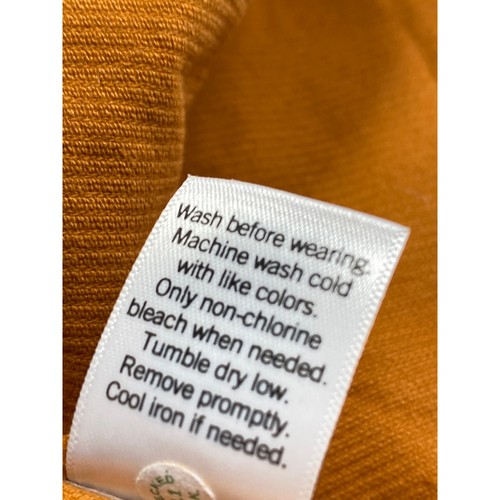 Wash before wearing.
Machine wash cold
with like colors.
Only non-chlorine
bleach when needed.
Tumble dry low.
Remove promptly.
Cool iron if needed.